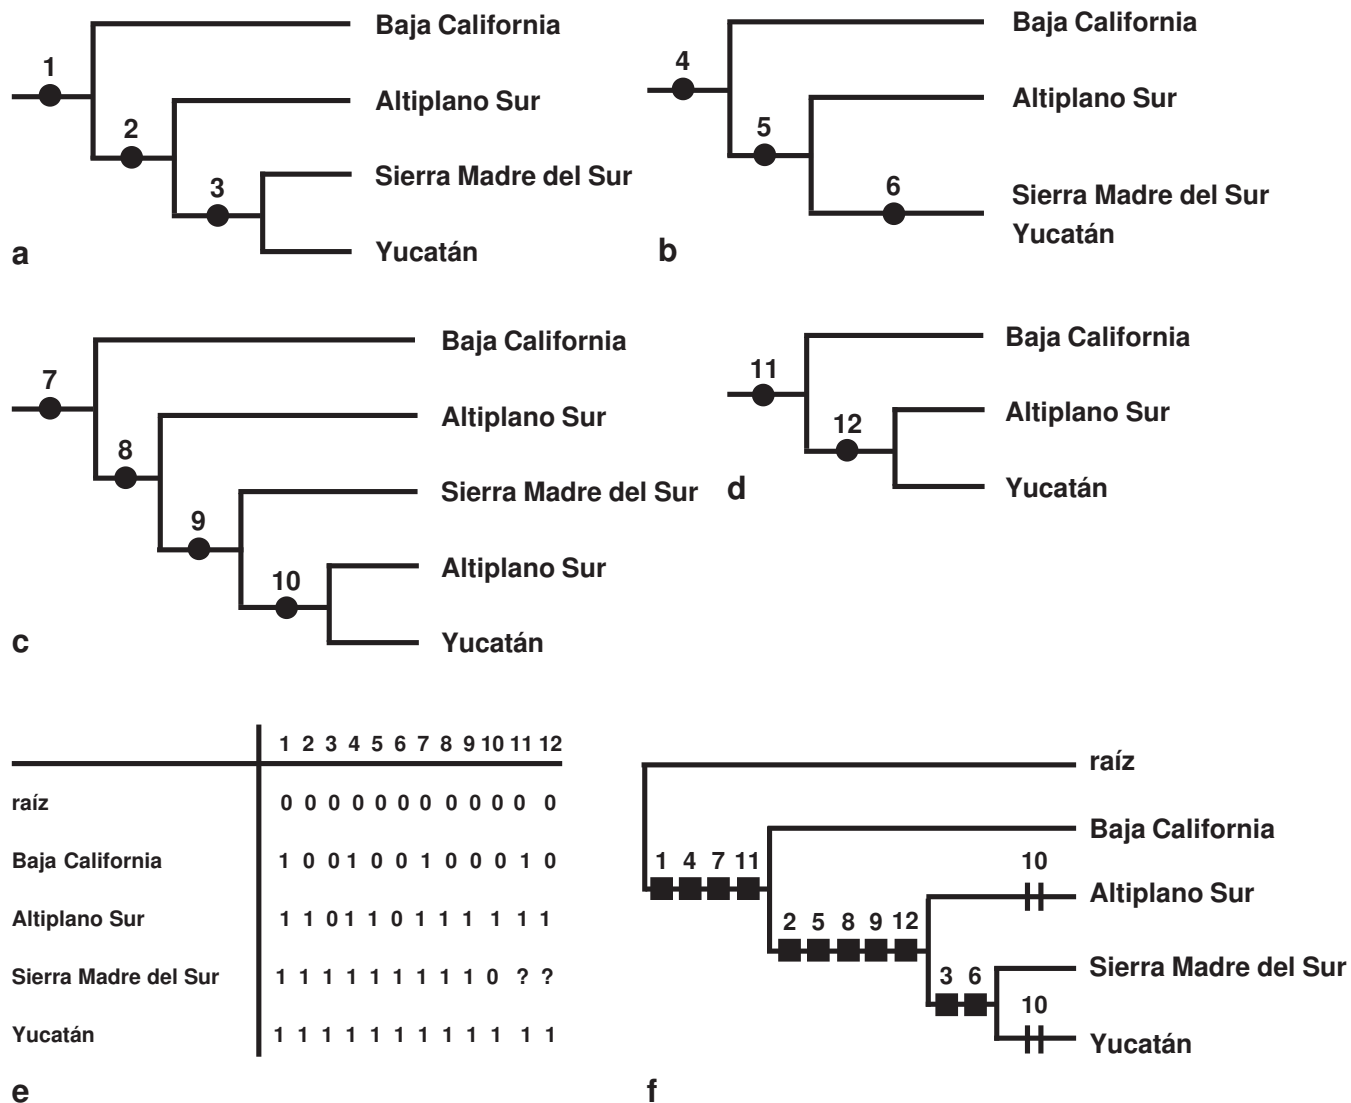 1
Baja California
2
Altiplano Sur
3
Sierra Madre del Sur
Yucatán
a
4
Baja California
5
Altiplano Sur
6
Sierra Madre del Sur
Yucatán
b
7
Baja California
8
Altiplano Sur
9
Sierra Madre del Sur
10
Altiplano Sur
Yucatán
c
11
Baja California
12
Altiplano Sur
Yucatán
d
1 2 3 4 5 6 7 8 9 10 11 12
raíz 0 0 0 0 0 0 0 0 0 0 0 0
Baja California 1 0 0 1 0 0 1 0 0 0 1 0
Altiplano Sur 1 1 0 1 1 0 1 1 1 1 1 1
Sierra Madre del Sur 1 1 1 1 1 1 1 1 1 0 ? ?
Yucatán 1 1 1 1 1 1 1 1 1 1 1 1
e
raíz
Baja California
1 4 7 11
10
Altiplano Sur
2 5 8 9 12
Sierra Madre del Sur
3 6
10
Yucatán
f